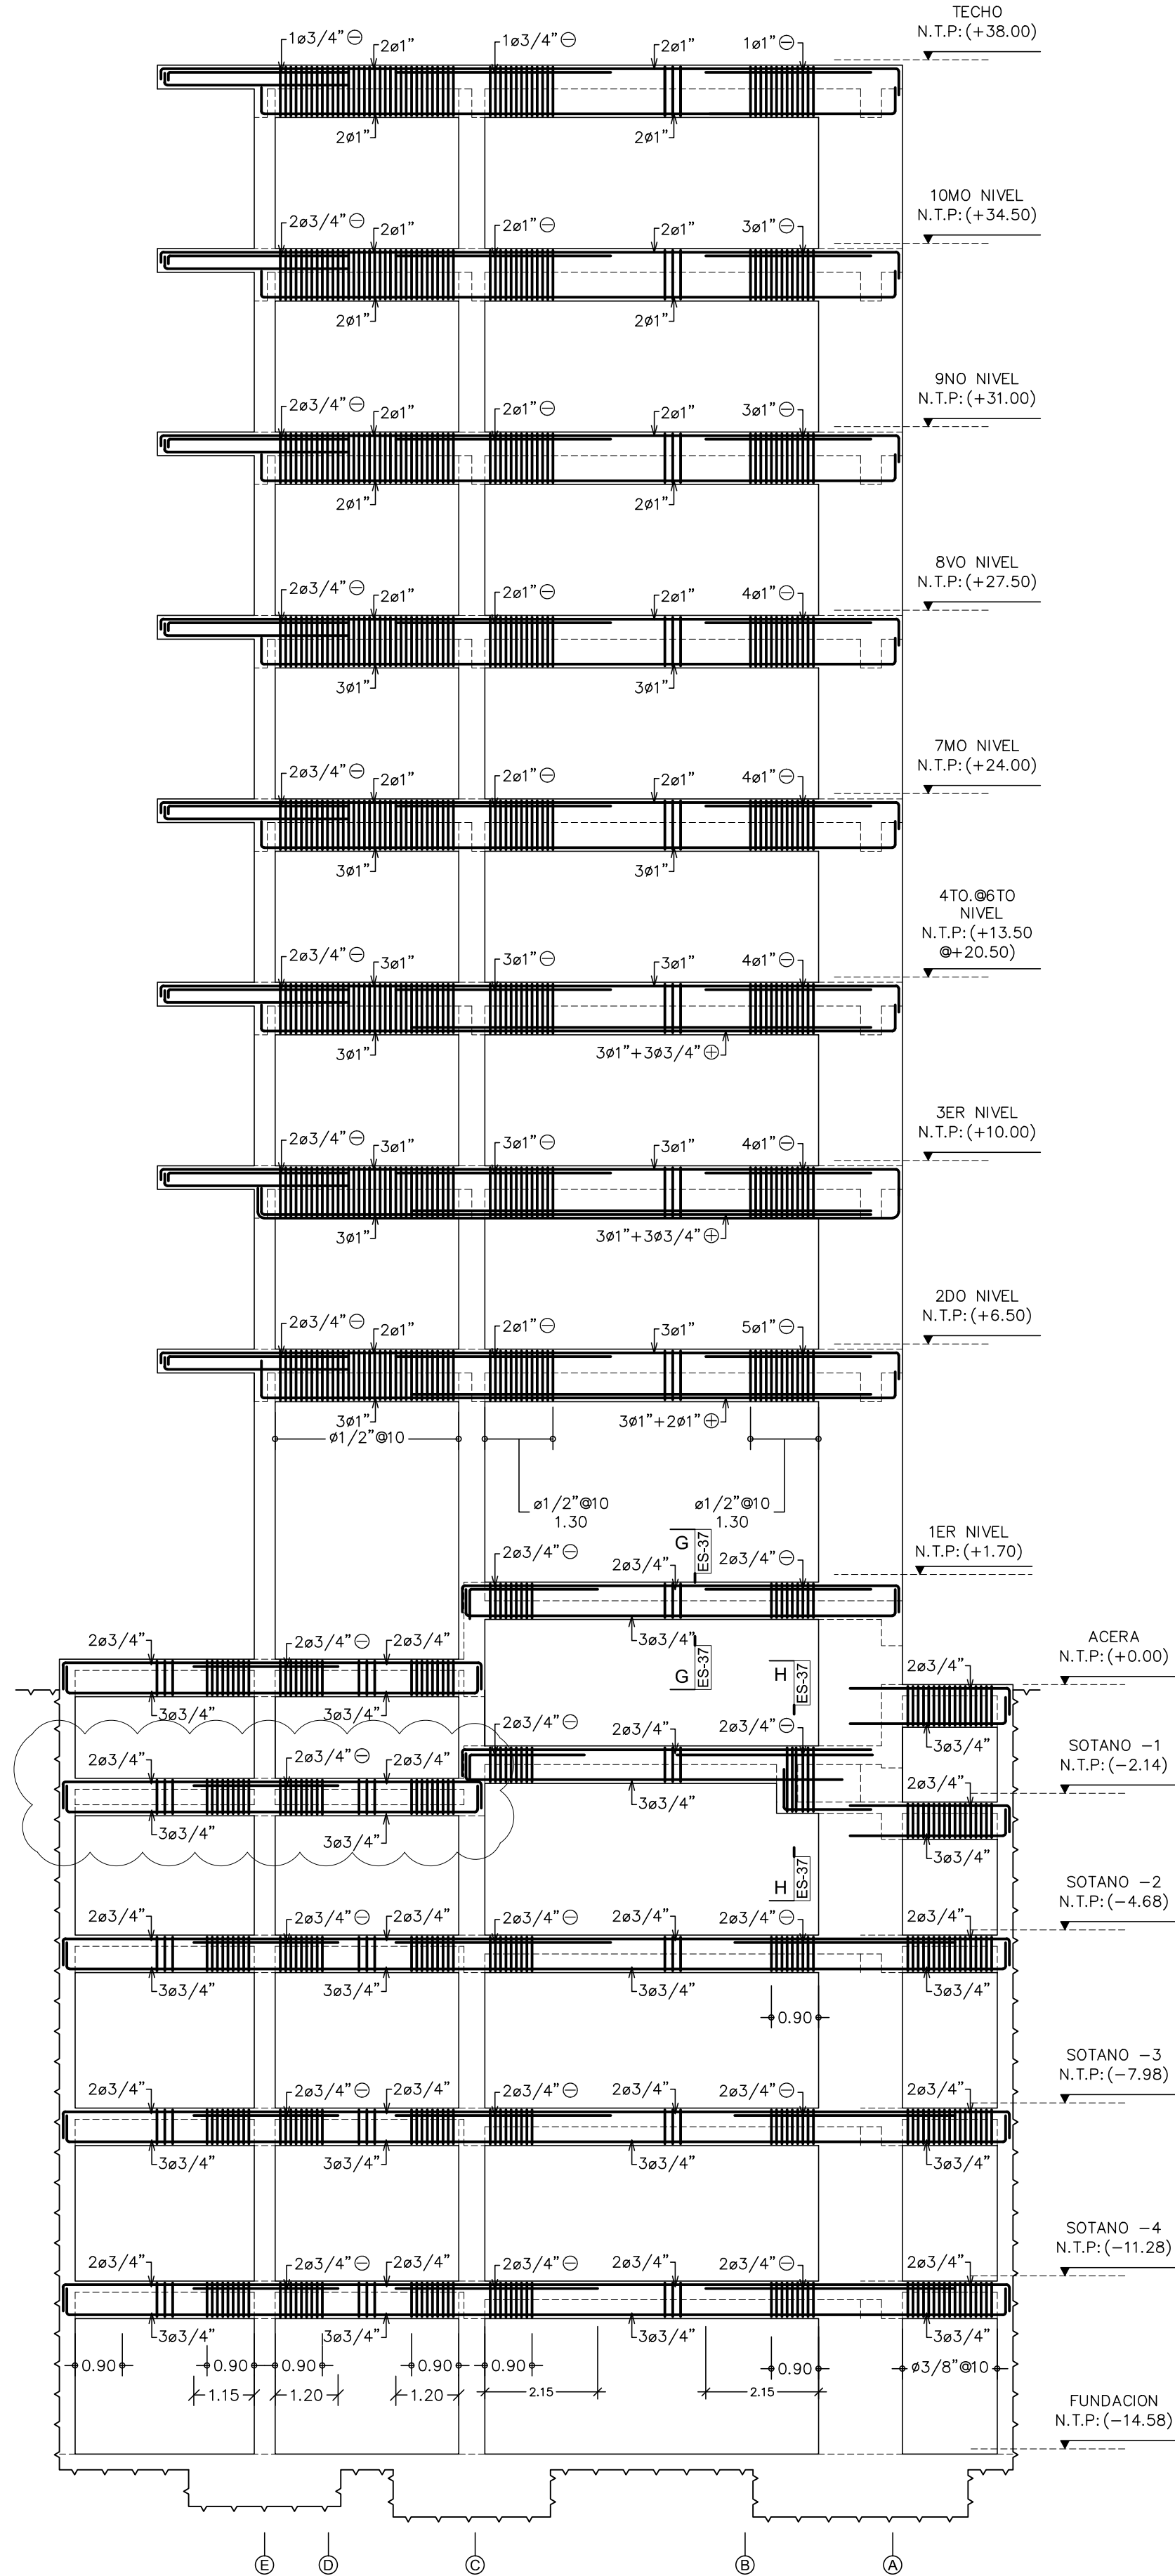 TECHO
N.T.P:(+38.00)
1ø3/4" ⊖
2ø1"
1ø3/4" ⊖
2ø1"
1ø1" ⊖
2ø1"
2ø1"
10MO NIVEL
N.T.P:(+34.50)
2ø3/4" ⊖
2ø1"
2ø1" ⊖
2ø1"
3ø1" ⊖
2ø1"
2ø1"
9NO NIVEL
N.T.P:(+31.00)
2ø3/4" ⊖
2ø1"
2ø1" ⊖
2ø1"
3ø1" ⊖
2ø1"
2ø1"
8VO NIVEL
N.T.P:(+27.50)
2ø3/4" ⊖
2ø1"
2ø1" ⊖
2ø1"
4ø1" ⊖
3ø1"
3ø1"
7MO NIVEL
N.T.P:(+24.00)
2ø3/4" ⊖
2ø1"
2ø1" ⊖
2ø1"
4ø1" ⊖
3ø1"
3ø1"
4TO.@6TO
NIVEL
N.T.P:(+13.50
@+20.50)
2ø3/4" ⊖
3ø1"
3ø1" ⊖
3ø1"
4ø1" ⊖
3ø1"
3ø1"+3ø3/4" ⊕
3ER NIVEL
N.T.P:(+10.00)
2ø3/4" ⊖
3ø1"
3ø1" ⊖
3ø1"
4ø1" ⊖
3ø1"
3ø1"+3ø3/4" ⊕
2DO NIVEL
N.T.P:(+6.50)
2ø3/4" ⊖
2ø1"
2ø1" ⊖
3ø1"
5ø1" ⊖
3ø1"
3ø1"+2ø1" ⊕
ø1/2"@10
ø1/2"@10
1.30
ø1/2"@10
1.30
1ER NIVEL
N.T.P:(+1.70)
G
ES-37
2ø3/4" ⊖
2ø3/4"
2ø3/4" ⊖
3ø3/4"
G
ES-37
H
ES-37
ACERA
N.T.P:(+0.00)
2ø3/4"
2ø3/4" ⊖
2ø3/4"
2ø3/4"
3ø3/4"
3ø3/4"
3ø3/4"
SOTANO -1
N.T.P:(-2.14)
2ø3/4" ⊖
2ø3/4"
2ø3/4" ⊖
2ø3/4"
2ø3/4" ⊖
2ø3/4"
2ø3/4"
3ø3/4"
3ø3/4"
3ø3/4"
3ø3/4"
H
ES-37
SOTANO -2
N.T.P:(-4.68)
2ø3/4"
2ø3/4" ⊖
2ø3/4"
2ø3/4" ⊖
2ø3/4"
2ø3/4" ⊖
2ø3/4"
3ø3/4"
3ø3/4"
3ø3/4"
3ø3/4"
0.90
SOTANO -3
N.T.P:(-7.98)
2ø3/4"
2ø3/4" ⊖
2ø3/4"
2ø3/4" ⊖
2ø3/4"
2ø3/4" ⊖
2ø3/4"
3ø3/4"
3ø3/4"
3ø3/4"
3ø3/4"
SOTANO -4
N.T.P:(-11.28)
2ø3/4"
2ø3/4" ⊖
2ø3/4"
2ø3/4" ⊖
2ø3/4"
2ø3/4" ⊖
2ø3/4"
3ø3/4"
3ø3/4"
3ø3/4"
3ø3/4"
0.90
0.90
0.90
0.90
0.90
0.90
ø3/8"@10
1.15
1.20
1.20
2.15
2.15
FUNDACION
N.T.P:(-14.58)
E
D
C
B
A